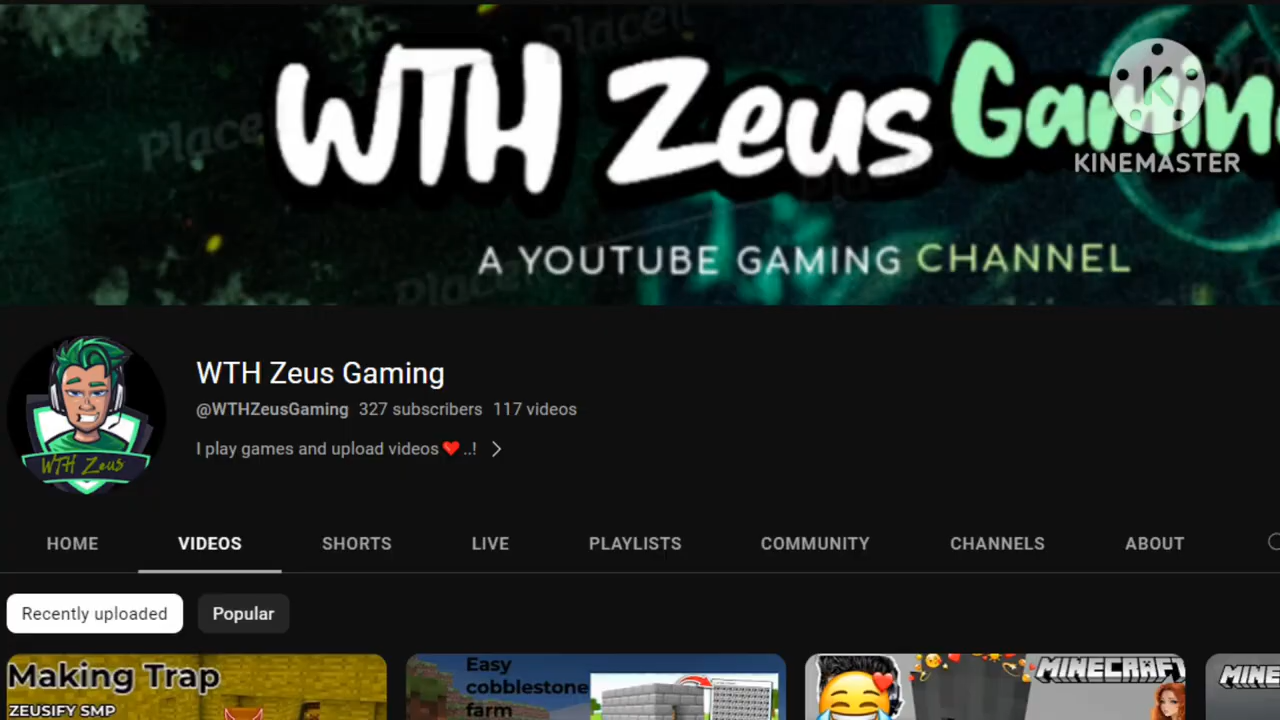 WTH Zeus Gamin
KINEMASTER
A YOUTUBE GAMING CHANNEL
WTH Zeus
WTH Zeus Gaming
@WTHZeusGaming 327 subscribers 117 videos
I play games and upload videos❤️..!
HOME VIDEOS SHORTS LIVE PLAYLISTS COMMUNITY CHANNELS ABOUT
Recently uploaded Popular
Making Trap
ZEUSIFY SMP
Easy
cobblestone
farm
MINECRAFT